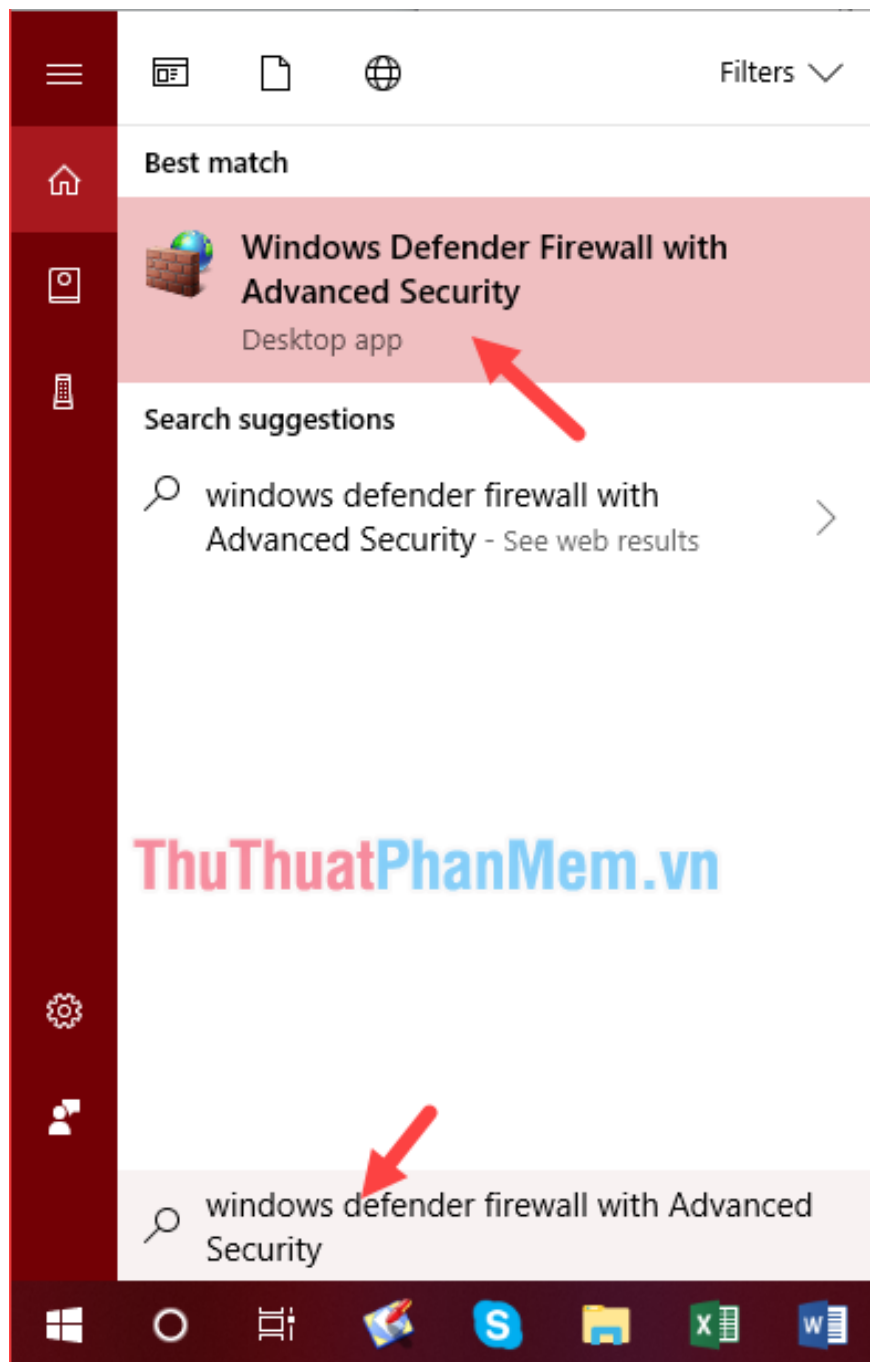 Filters
Best match
Windows Defender Firewall with
Advanced Security
Desktop app
Search suggestions
windows defender firewall with
Advanced Security - See web results
ThuThuatPhanMem.vn
windows defender firewall with Advanced
Security